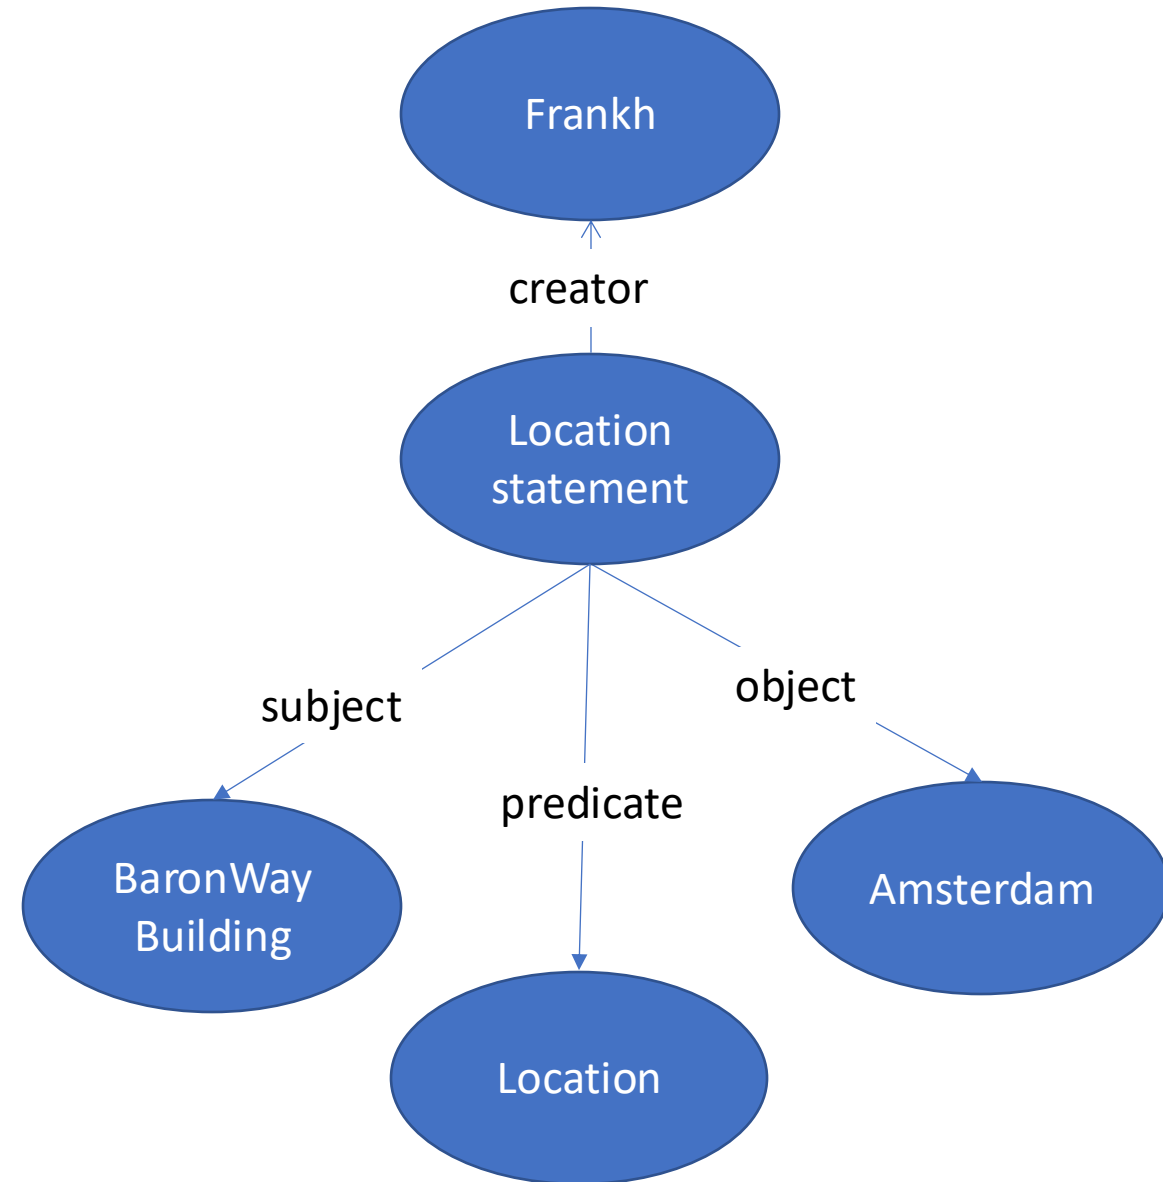 Frankh
creator
Location
statement
subject
object
predicate
BaronWay
Building
Amsterdam
Location